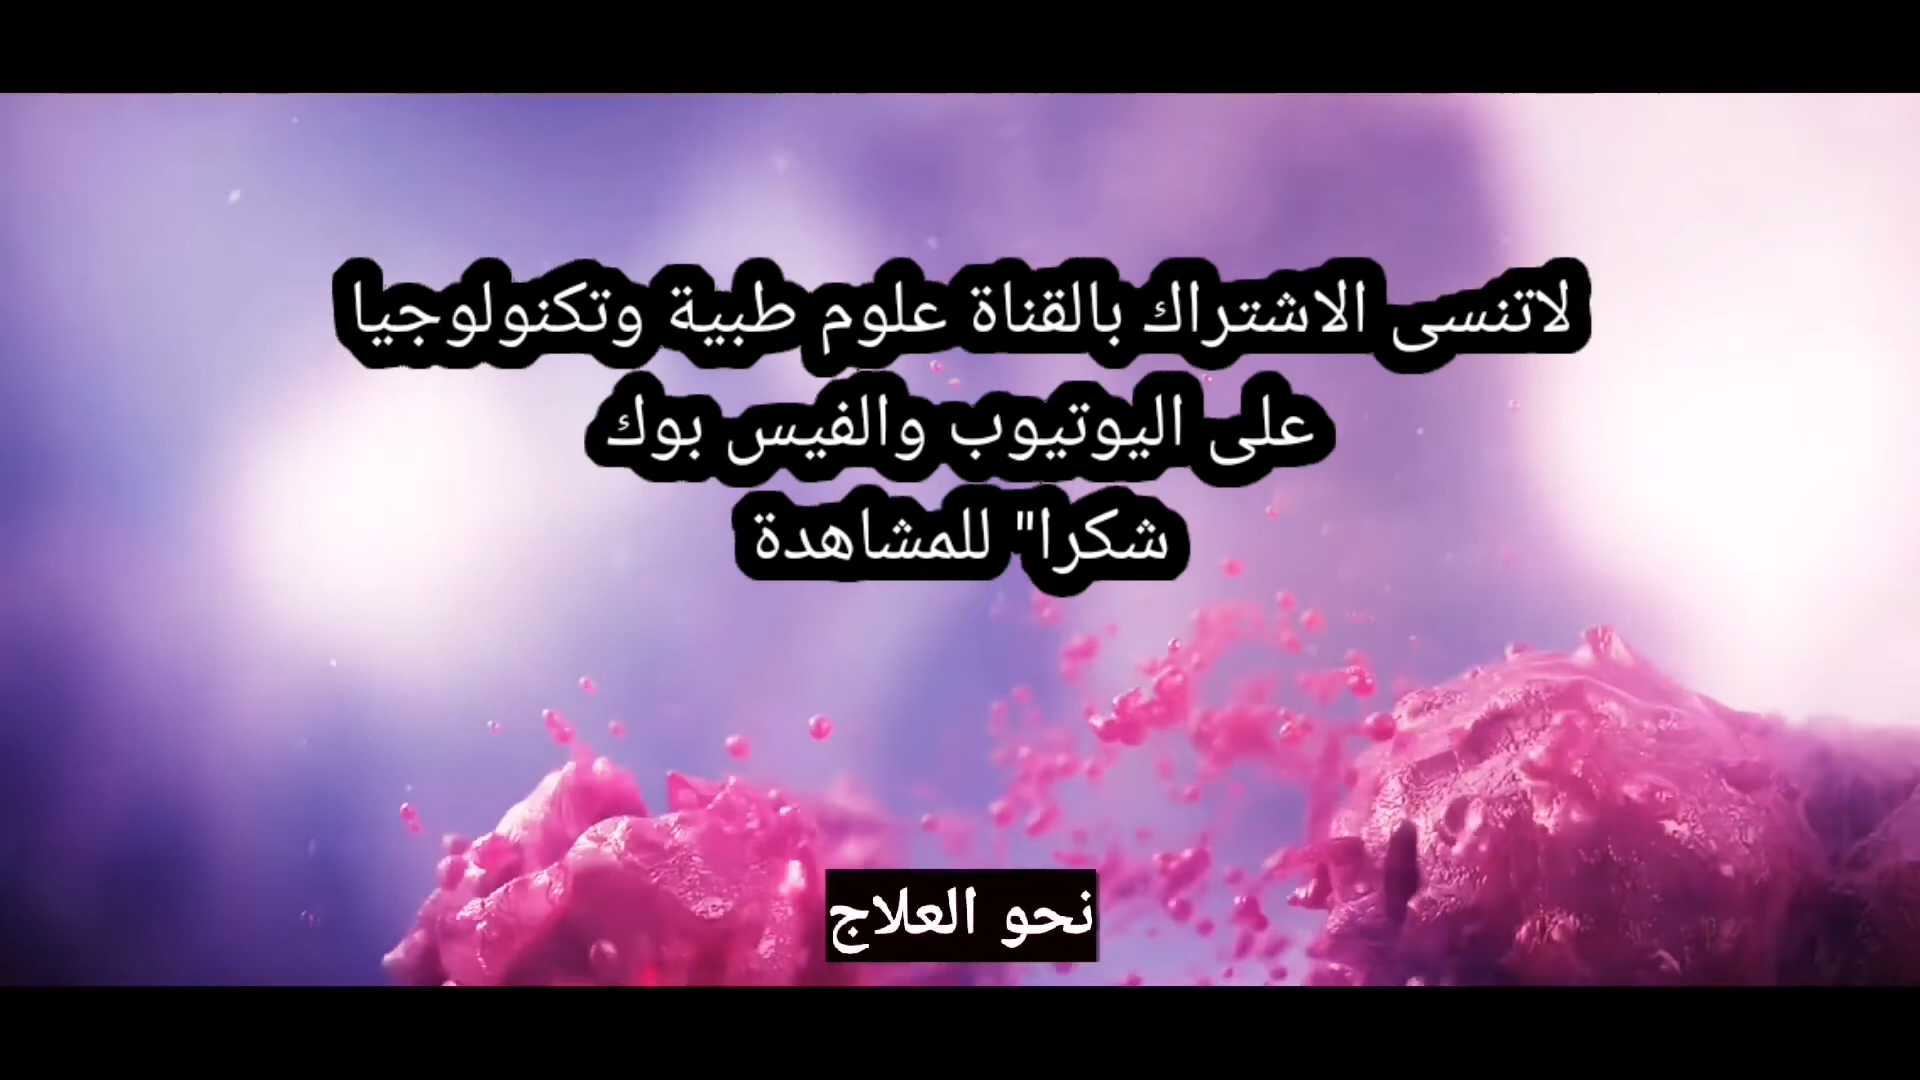 لاتنسى الاشتراك بالقناة علوم طبية وتكنولوجيا
على اليوتيوب والفيس بوك
شكرا" للمشاهدة
نحو العلاج